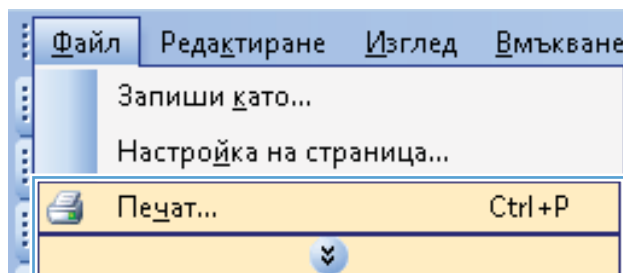 Файл Редактиране Изглед Вмъкване
Запиши като...
Настройка на страница...
Печат... Ctrl+P